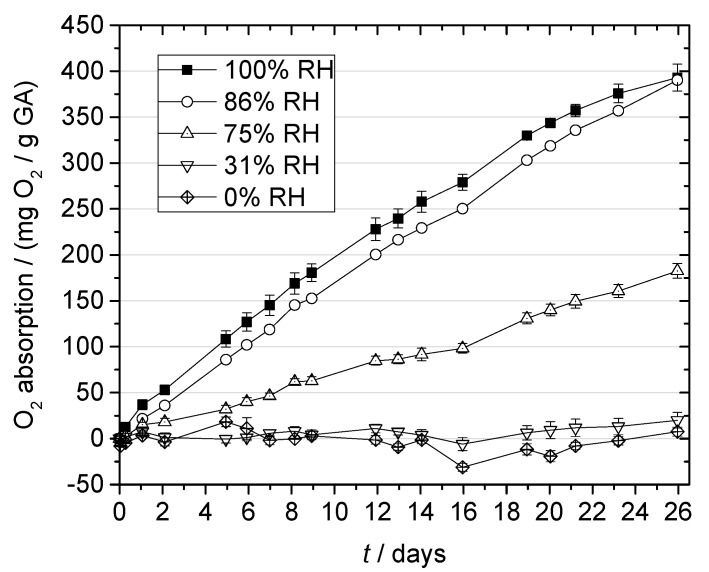 450
400
350
300
250
200
150
100
50
0
-50
O₂ absorption / (mg O₂ / g GA)
100% RH
86% RH
75% RH
31% RH
0% RH
0 2 4 6 8 10 12 14 16 18 20 22 24 26
t / days